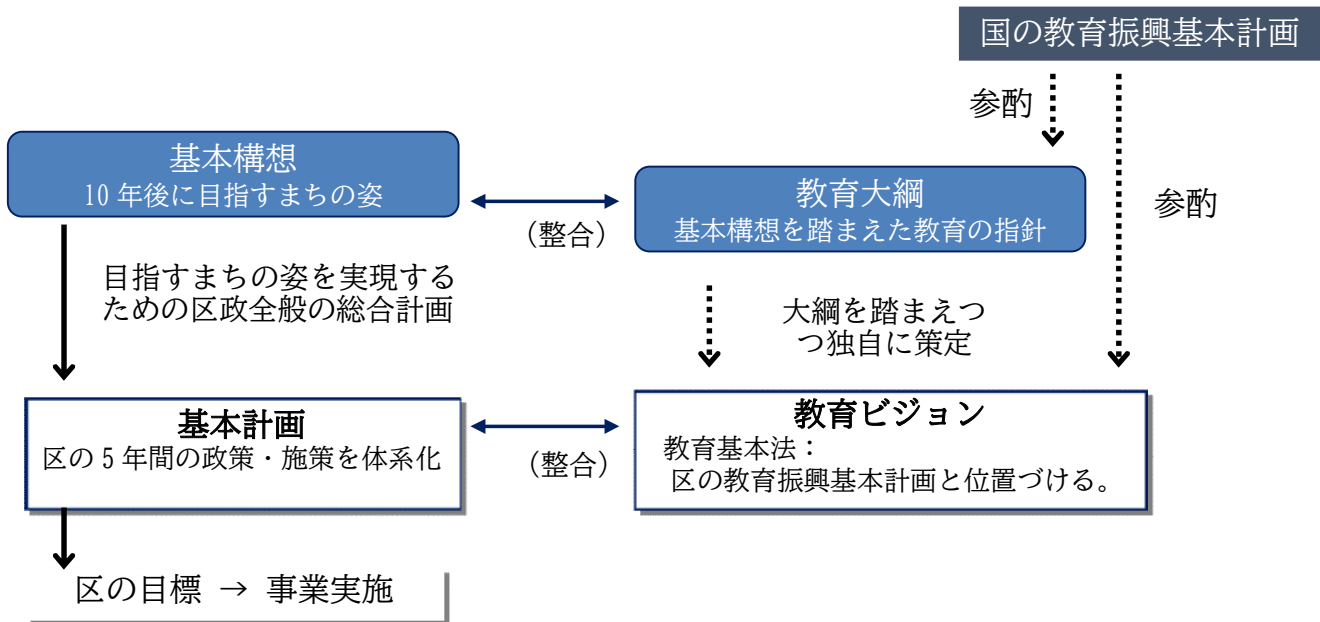 国の教育振興基本計画
参酌
参酌
基本構想
10年後に目指すまちの姿
(整合)
教育大綱
基本構想を踏まえた教育の指針
目指すまちの姿を実現する
ための区政全般の総合計画
大綱を踏まえつ
つ独自に策定
基本計画
区の5年間の政策・施策を体系化
(整合)
教育ビジョン
教育基本法：
区の教育振興基本計画と位置づける。
区の目標 → 事業実施